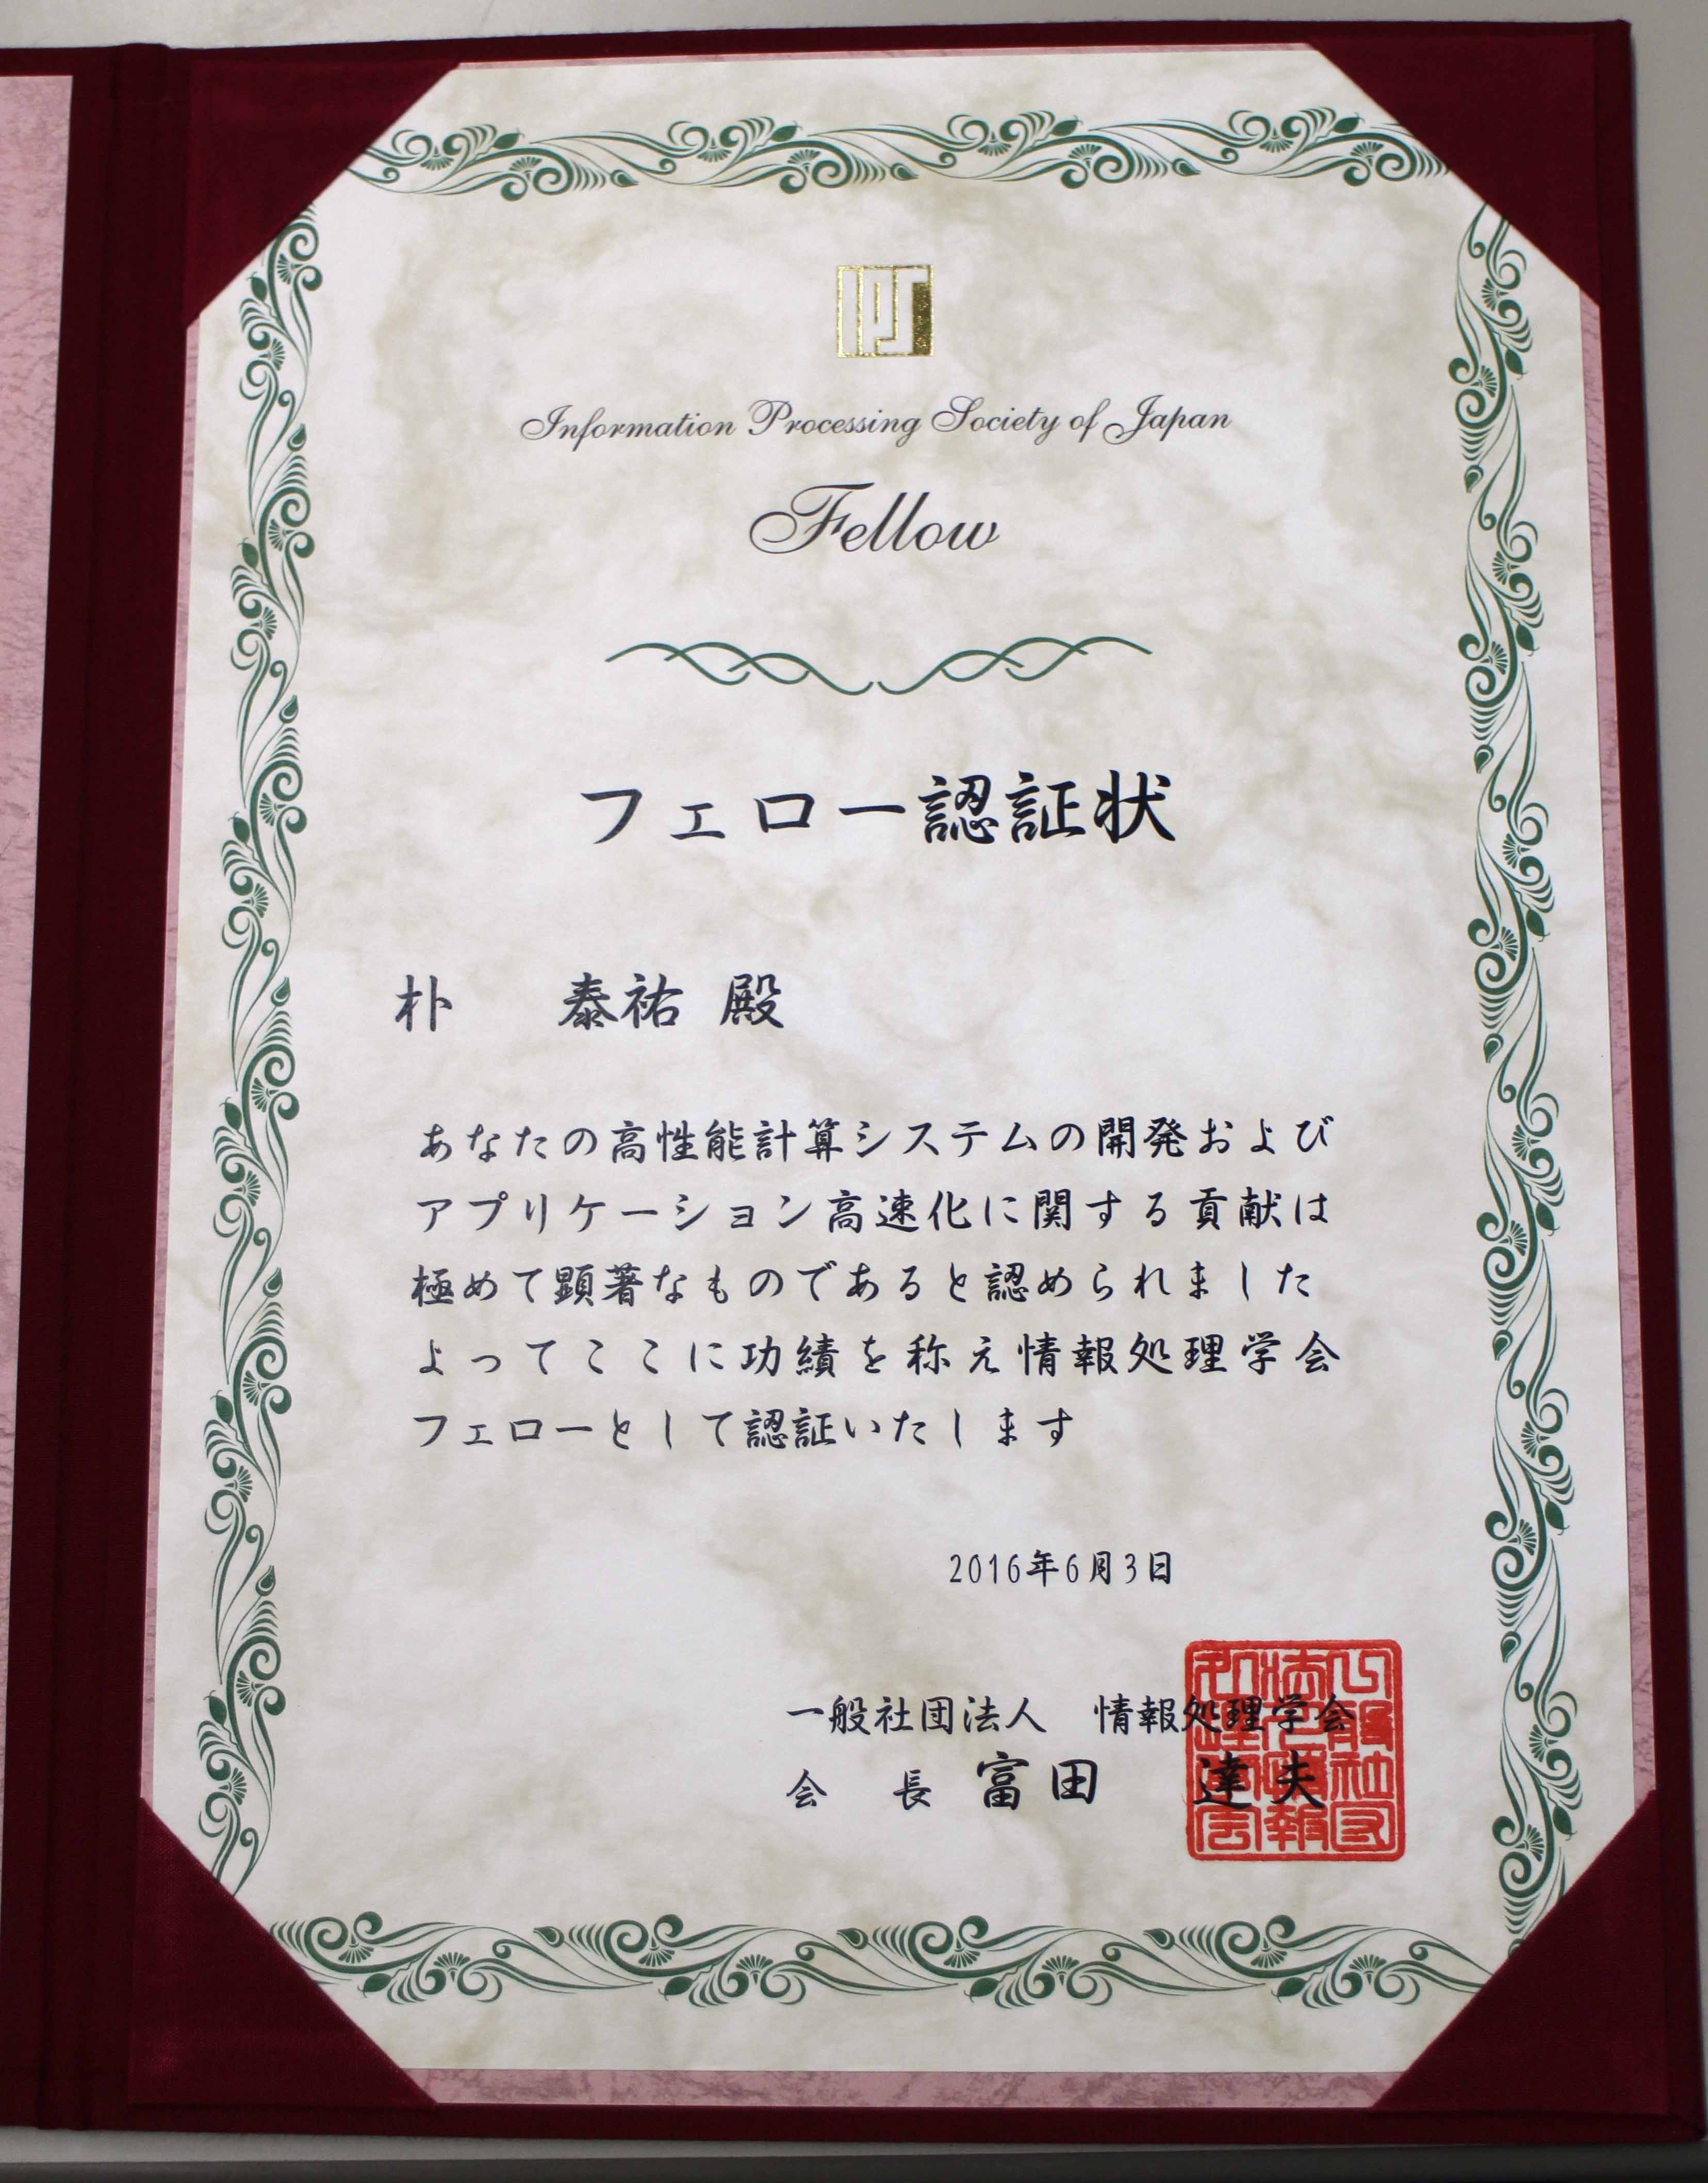 IPSJ
Information Processing Society of Japan
Fellow
フェロー認証状
朴　泰祐 殿
あなたの高性能計算システムの開発および
アプリケーション高速化に関する貢献は
極めて顕著なものであると認められました
よってここに功績を称え情報処理学会
フェローとして認証いたします
2016年6月3日
一般社団法人　情報処理学会
会　長 富田　達夫